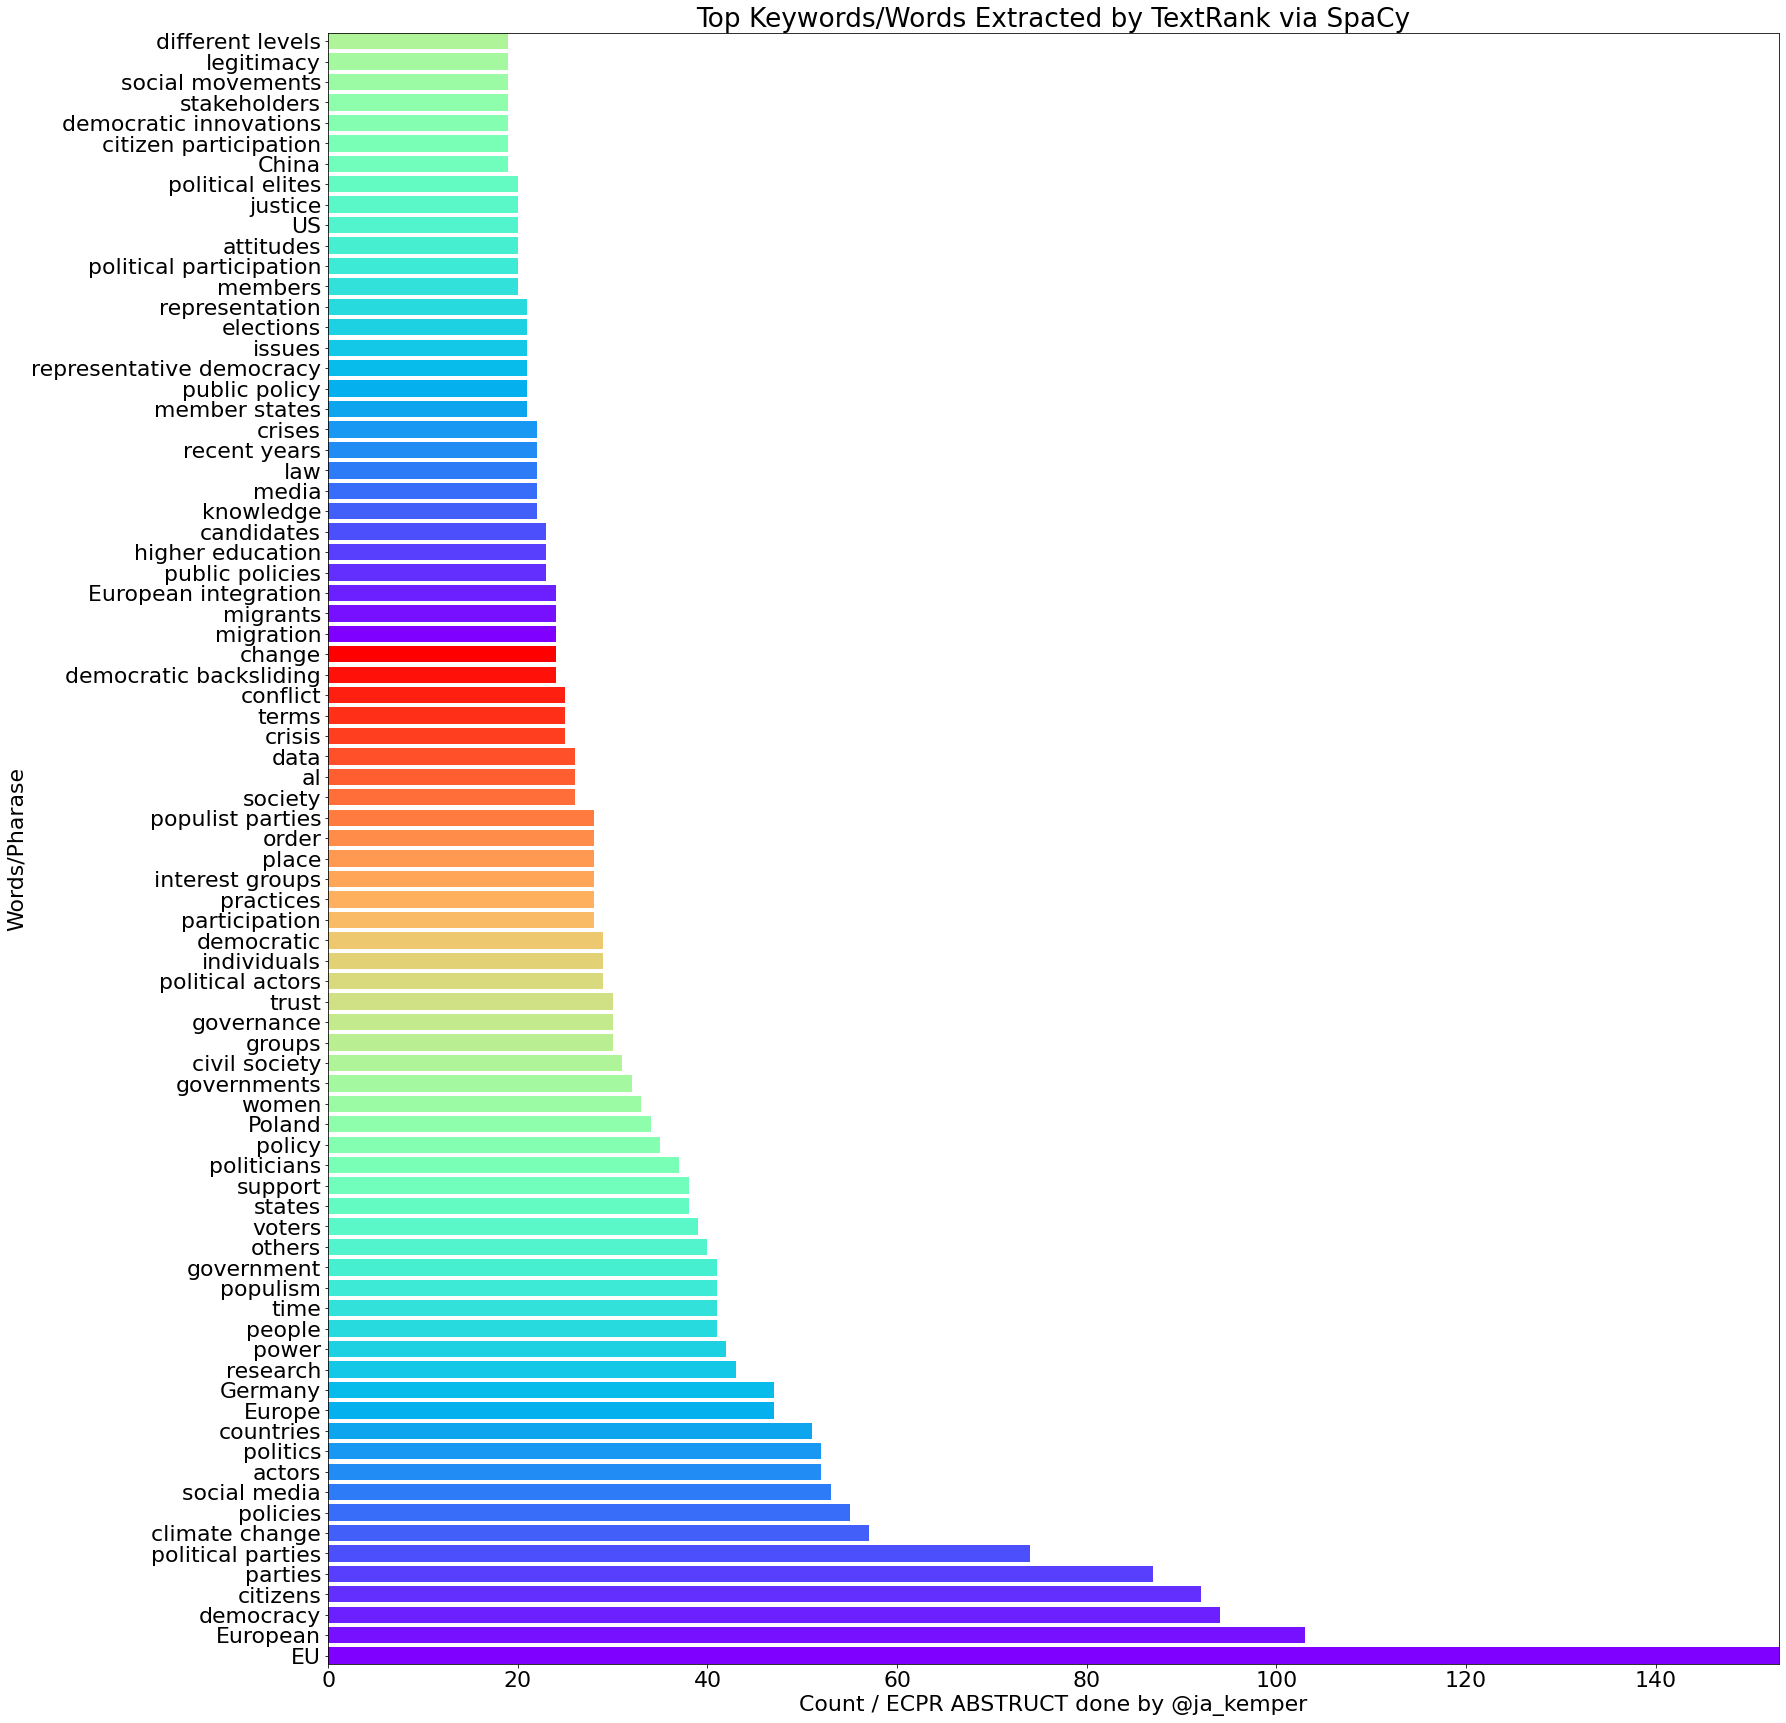 Top Keywords/Words Extracted by TextRank via SpaCy
different levels
legitimacy
social movements
stakeholders
democratic innovations
citizen participation
China
political elites
justice
US
attitudes
political participation
members
representation
elections
issues
representative democracy
public policy
member states
crises
recent years
law
media
knowledge
candidates
higher education
public policies
European integration
migrants
migration
change
democratic backsliding
conflict
terms
crisis
data
al
society
populist parties
order
place
interest groups
practices
participation
democratic
individuals
political actors
trust
governance
groups
civil society
governments
women
Poland
policy
politicians
support
states
voters
others
government
populism
time
people
power
research
Germany
Europe
countries
politics
actors
social media
policies
climate change
political parties
parties
citizens
democracy
European
EU
Words/Pharase
0 20 40 60 80 100 120 140
Count / ECPR ABSTRUCT done by @ja_kemper